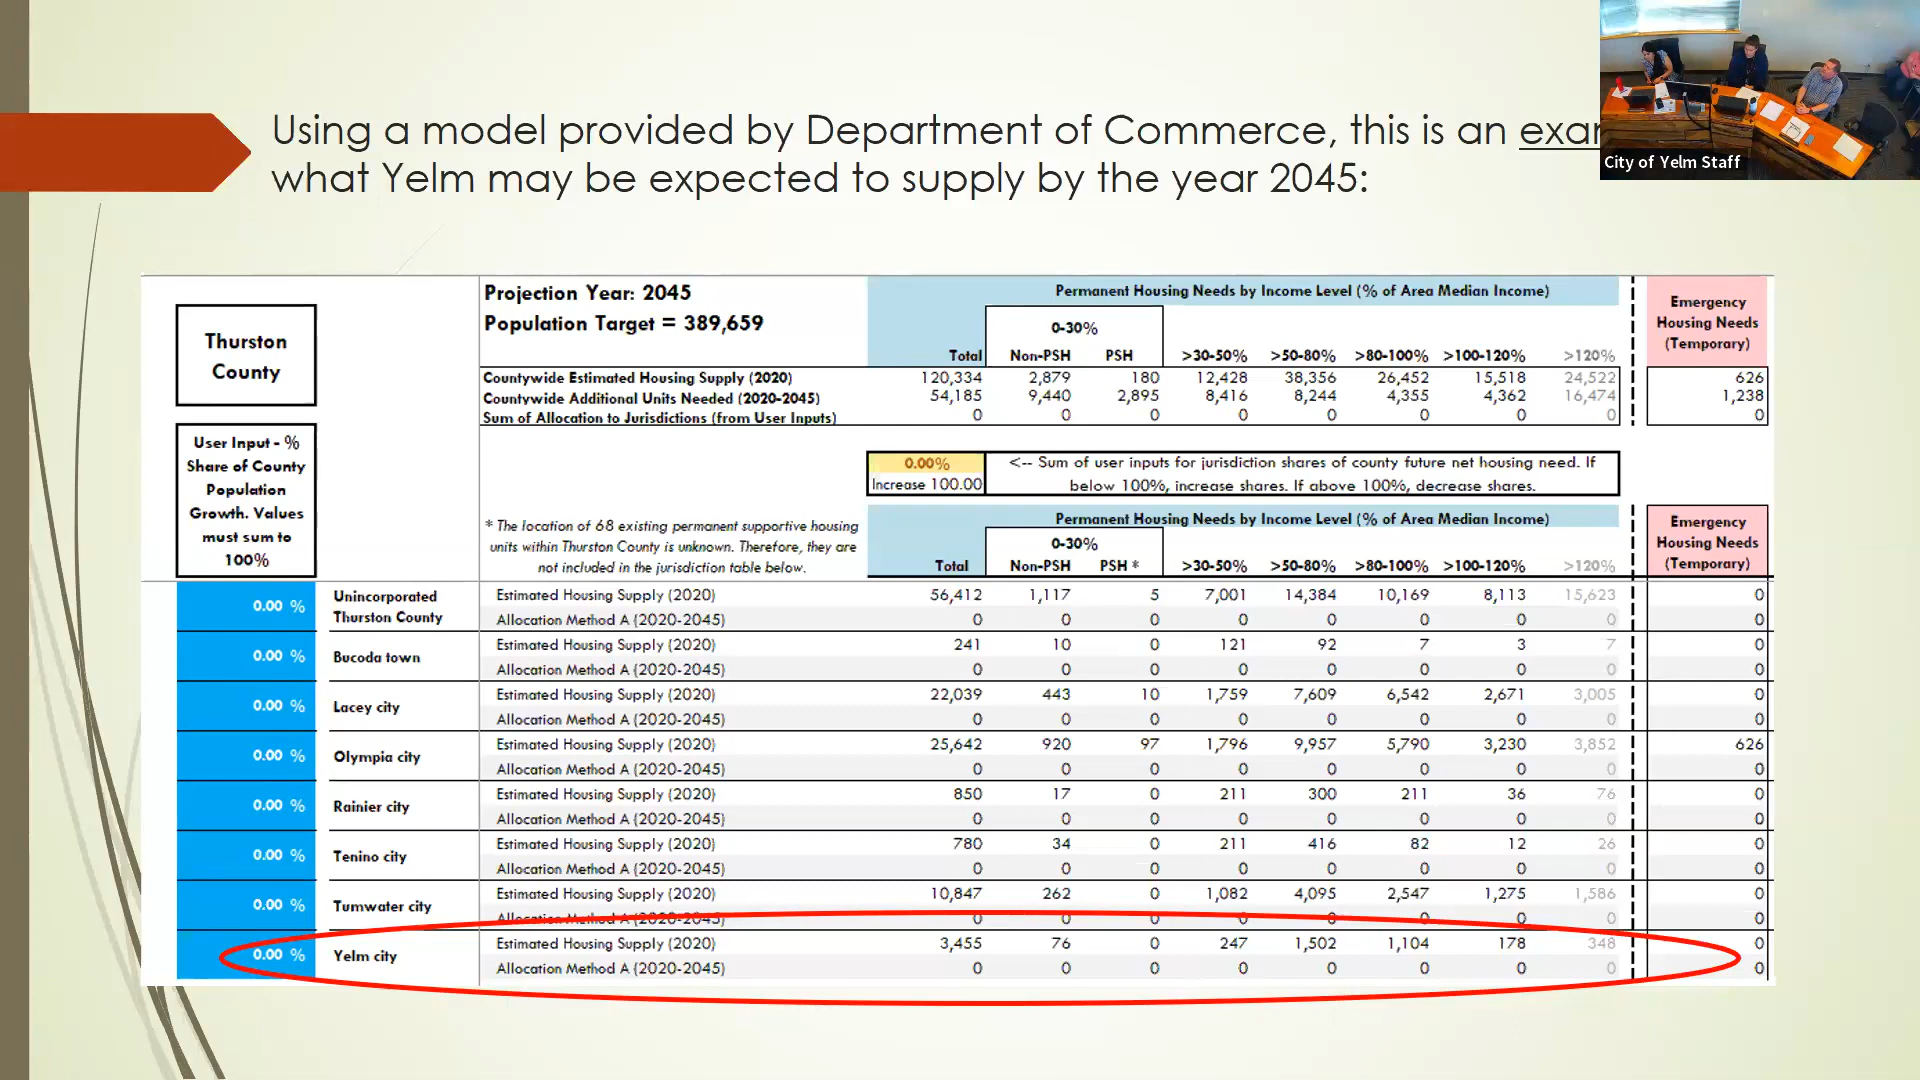 Using a model provided by Department of Commerce, this is an
what Yelm may be expected to supply by the year 2045:
City of Yelm Staff
Thurston
County
Projection Year: 2045
Population Target = 389,659
Permanent Housing Needs by Income Level (% of Area Median Income)
0-30%
Total Non-PSH PSH >30-50% >50-80% >80-100% >100-120% >120%
Emergency
Housing Needs
(Temporary)
Countywide Estimated Housing Supply (2020) 120,334 2,879 180 12,428 38,356 26,452 15,518 24,522 626
Countywide Additional Units Needed (2020-2045) 54,185 9,440 2,895 8,416 8,244 4,355 4,362 16,474 1,238
Sum of Allocation to Jurisdictions (from User Inputs) 0 0 0 0 0 0 0 0 0
User Input - %
Share of County
Population
Growth. Values
must sum to
100%
0.00%
Increase 100.00
<-- Sum of user inputs for jurisdiction shares of county future net housing need. If
below 100%, increase shares. If above 100%, decrease shares.
* The location of 68 existing permanent supportive housing
units within Thurston County is unknown. Therefore, they are
not included in the jurisdiction table below.
Permanent Housing Needs by Income Level (% of Area Median Income)
0-30%
Total Non-PSH PSH * >30-50% >50-80% >80-100% >100-120% >120%
Emergency
Housing Needs
(Temporary)
0.00 % Unincorporated
Thurston County
Estimated Housing Supply (2020) 56,412 1,117 5 7,001 14,384 10,169 8,113 15,623 0
Allocation Method A (2020-2045) 0 0 0 0 0 0 0 0 0
0.00 % Bucoda town
Estimated Housing Supply (2020) 241 10 0 121 92 7 3 7 0
Allocation Method A (2020-2045) 0 0 0 0 0 0 0 0 0
0.00 % Lacey city
Estimated Housing Supply (2020) 22,039 443 10 1,759 7,609 6,542 2,671 3,005 0
Allocation Method A (2020-2045) 0 0 0 0 0 0 0 0 0
0.00 % Olympia city
Estimated Housing Supply (2020) 25,642 920 97 1,796 9,957 5,790 3,230 3,852 626
Allocation Method A (2020-2045) 0 0 0 0 0 0 0 0 0
0.00 % Rainier city
Estimated Housing Supply (2020) 850 17 0 211 300 211 36 76 0
Allocation Method A (2020-2045) 0 0 0 0 0 0 0 0 0
0.00 % Tenino city
Estimated Housing Supply (2020) 780 34 0 211 416 82 12 26 0
Allocation Method A (2020-2045) 0 0 0 0 0 0 0 0 0
0.00 % Tumwater city
Estimated Housing Supply (2020) 10,847 262 0 1,082 4,095 2,547 1,275 1,586 0
Allocation Method A (2020-2045) 0 0 0 0 0 0 0 0 0
0.00 % Yelm city
Estimated Housing Supply (2020) 3,455 76 0 247 1,502 1,104 178 348 0
Allocation Method A (2020-2045) 0 0 0 0 0 0 0 0 0